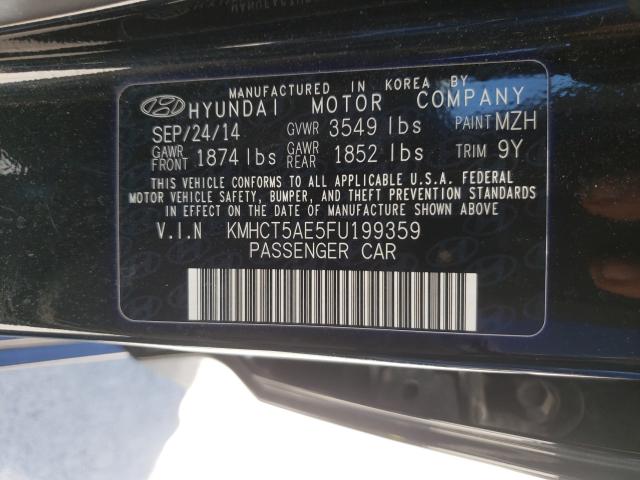 MANUFACTURED IN KOREA BY
HYUNDAI MOTOR COMPANY
SEP/24/14 GVWR 3549 lbs PAINT MZH
GAWR FRONT 1874 lbs GAWR REAR 1852 lbs TRIM 9Y
THIS VEHICLE CONFORMS TO ALL APPLICABLE U.S.A. FEDERAL
MOTOR VEHICLE SAFETY, BUMPER, AND THEFT PREVENTION STANDARDS
IN EFFECT ON THE DATE OF MANUFACTURE SHOWN ABOVE
V.I.N KMHCT5AE5FU199359
PASSENGER CAR